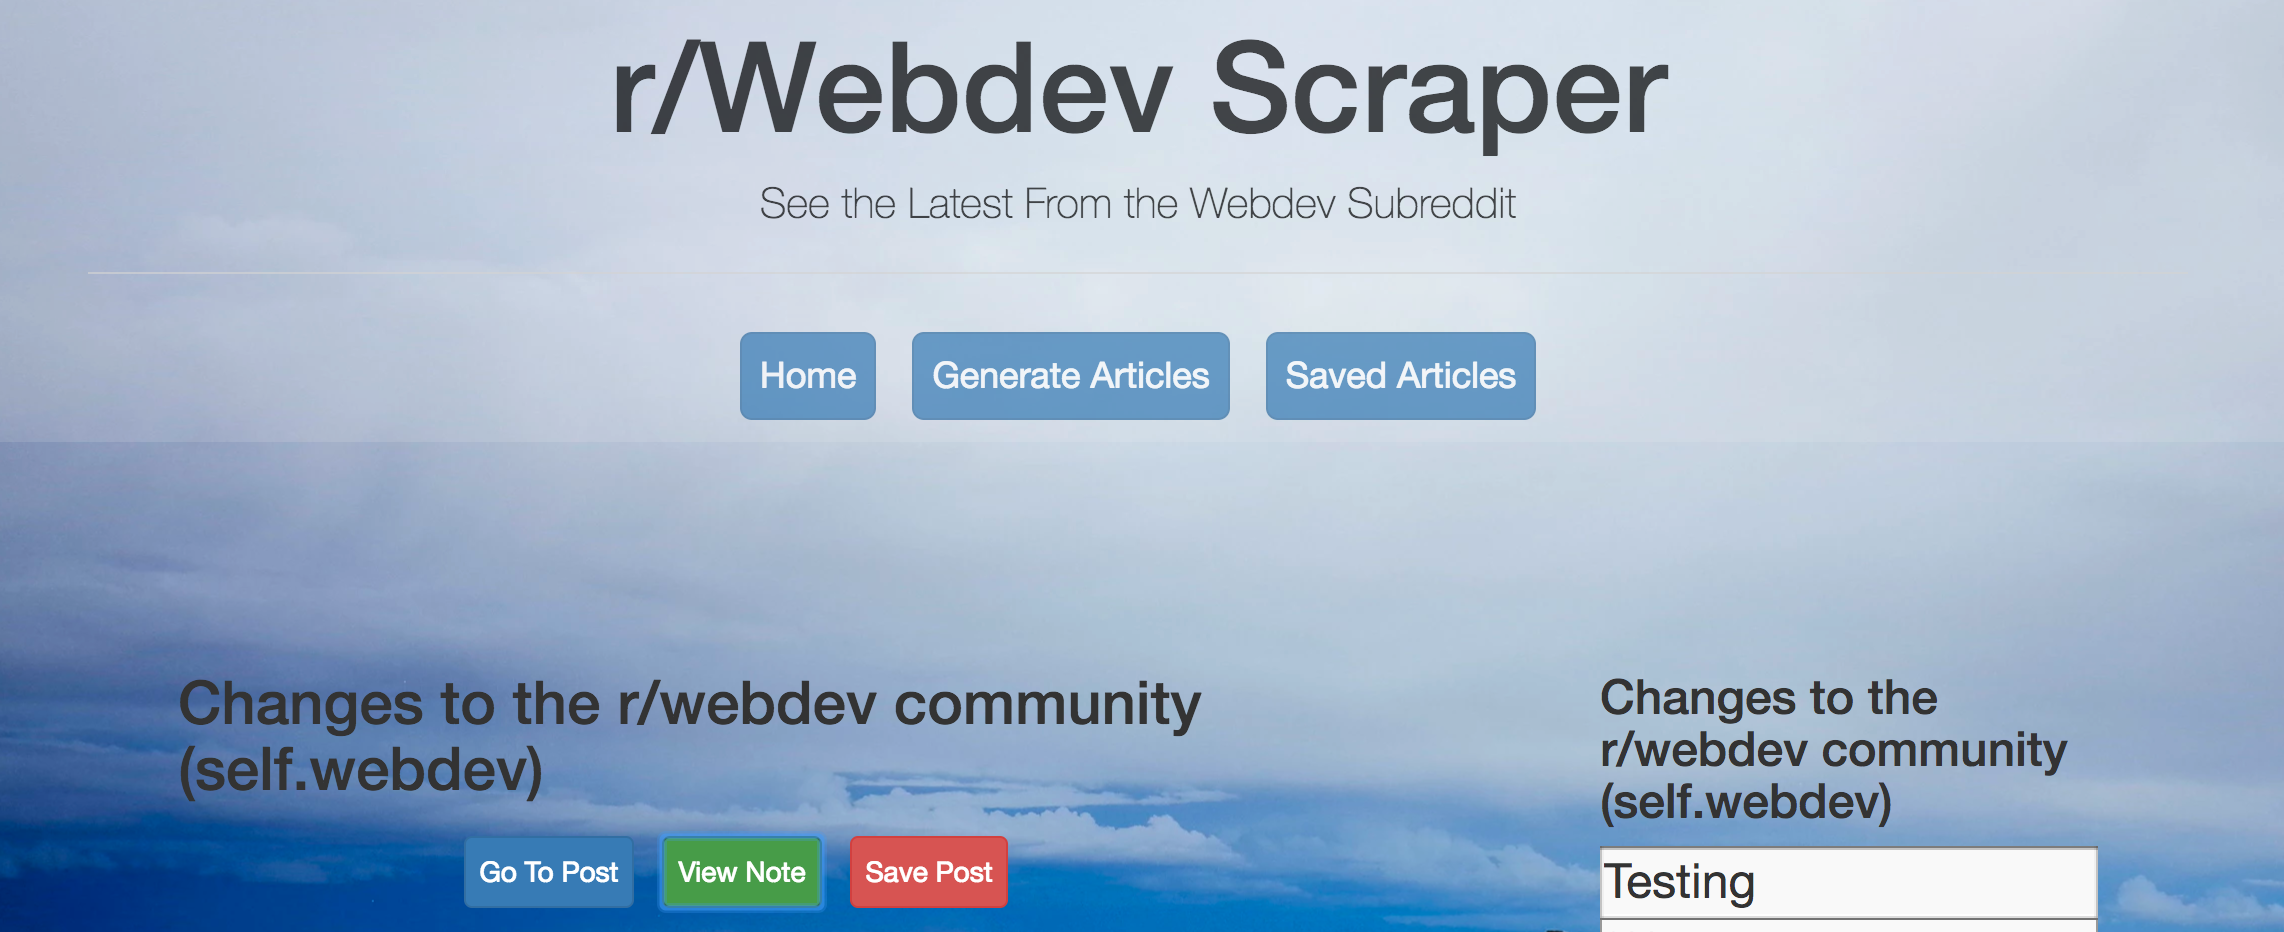 r/Webdev Scraper
See the Latest From the Webdev Subreddit
Home
Generate Articles
Saved Articles
Changes to the r/webdev community
(self.webdev)
Go To Post
View Note
Save Post
Changes to the
r/webdev community
(self.webdev)
Testing